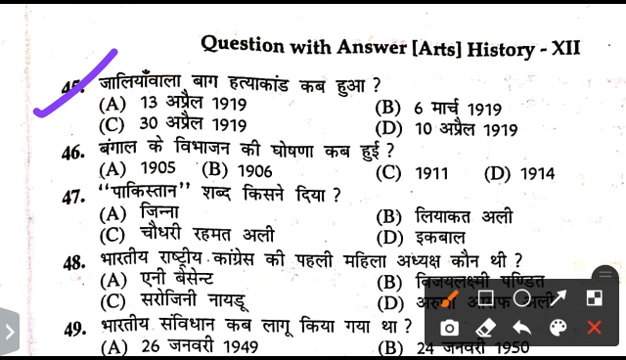 Question with Answer [Arts] History - XII
45. जालियाँवाला बाग हत्याकांड कब हुआ ?
(A) 13 अप्रैल 1919 (B) 6 मार्च 1919
(C) 30 अप्रैल 1919 (D) 10 अप्रैल 1919
46. बंगाल के विभाजन की घोषणा कब हुई ?
(A) 1905 (B) 1906 (C) 1911 (D) 1914
47. “पाकिस्तान” शब्द किसने दिया ?
(A) जिन्ना (B) लियाकत अली
(C) चौधरी रहमत अली (D) इकबाल
48. भारतीय राष्ट्रीय कांग्रेस की पहली महिला अध्यक्ष कौन थी ?
(A) एनी बेसेन्ट (B) विजयलक्ष्मी पण्डित
(C) सरोजिनी नायडू (D)
49. भारतीय संविधान कब लागू किया गया था ?
(A) 26 जनवरी 1949 (B) 24 जनवरी 1950